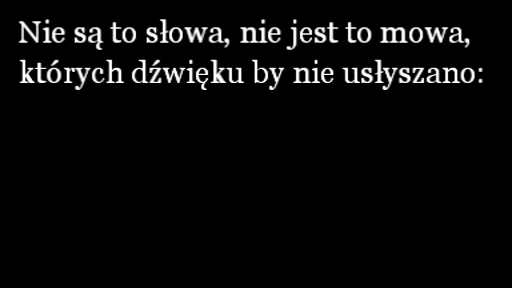 Nie są to słowa, nie jest to mowa,
których dźwięku by nie usłyszano: